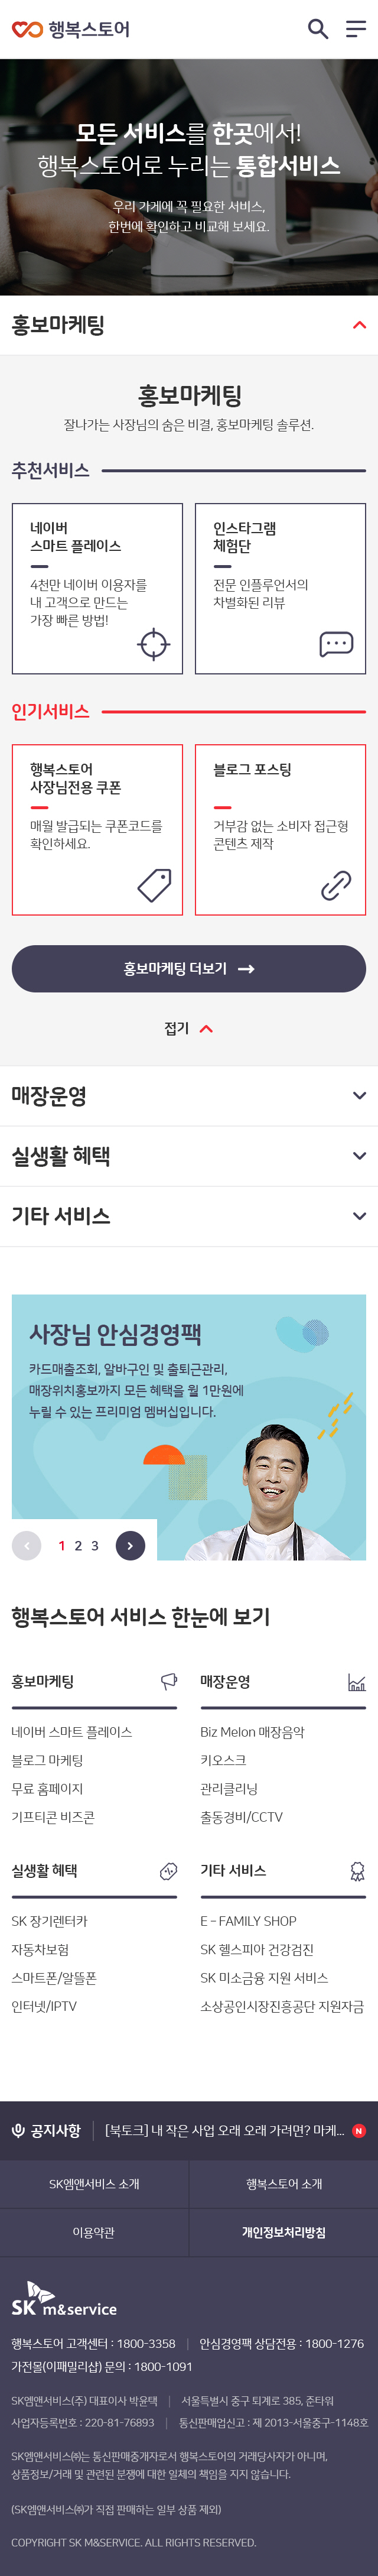 행복스토어
모든 서비스를 한곳에서!
행복스토어로 누리는 통합서비스
우리 가게에 꼭 필요한 서비스,
한번에 확인하고 비교해 보세요.
홍보마케팅
홍보마케팅
잘나가는 사장님의 숨은 비결, 홍보마케팅 솔루션.
추천서비스
네이버
스마트 플레이스
4천만 네이버 이용자를
내 고객으로 만드는
가장 빠른 방법!
인스타그램
체험단
전문 인플루언서의
차별화된 리뷰
인기서비스
행복스토어
사장님전용 쿠폰
매월 발급되는 쿠폰코드를
확인하세요.
블로그 포스팅
거부감 없는 소비자 접근형
콘텐츠 제작
홍보마케팅 더보기
접기
매장운영
실생활 혜택
기타 서비스
사장님 안심경영팩
카드매출조회, 알바구인 및 출퇴근관리,
매장위치홍보까지 모든 혜택을 월 1만원에
누릴 수 있는 프리미엄 멤버십입니다.
1 2 3
행복스토어 서비스 한눈에 보기
홍보마케팅
네이버 스마트 플레이스
블로그 마케팅
무료 홈페이지
기프티콘 비즈콘
매장운영
Biz Melon 매장음악
키오스크
관리클리닝
출동경비/CCTV
실생활 혜택
SK 장기렌터카
자동차보험
스마트폰/알뜰폰
인터넷/IPTV
기타 서비스
E - FAMILY SHOP
SK 헬스피아 건강검진
SK 미소금융 지원 서비스
소상공인시장진흥공단 지원자금
공지사항 [북토크] 내 작은 사업 오래 오래 가려면? 마케... N
SK엠앤서비스 소개 행복스토어 소개
이용약관 개인정보처리방침
SK m&service
행복스토어 고객센터 : 1800-3358 | 안심경영팩 상담전용 : 1800-1276
가전몰(이패밀리샵) 문의 : 1800-1091
SK엠앤서비스(주) 대표이사 박윤택 | 서울특별시 중구 퇴계로 385, 준타워
사업자등록번호 : 220-81-76893 | 통신판매업신고 : 제 2013-서울중구-1148호
SK엠앤서비스㈜는 통신판매중개자로서 행복스토어의 거래당사자가 아니며,
상품정보/거래 및 관련된 분쟁에 대한 일체의 책임을 지지 않습니다.
(SK엠앤서비스㈜가 직접 판매하는 일부 상품 제외)
COPYRIGHT SK M&SERVICE. ALL RIGHTS RESERVED.